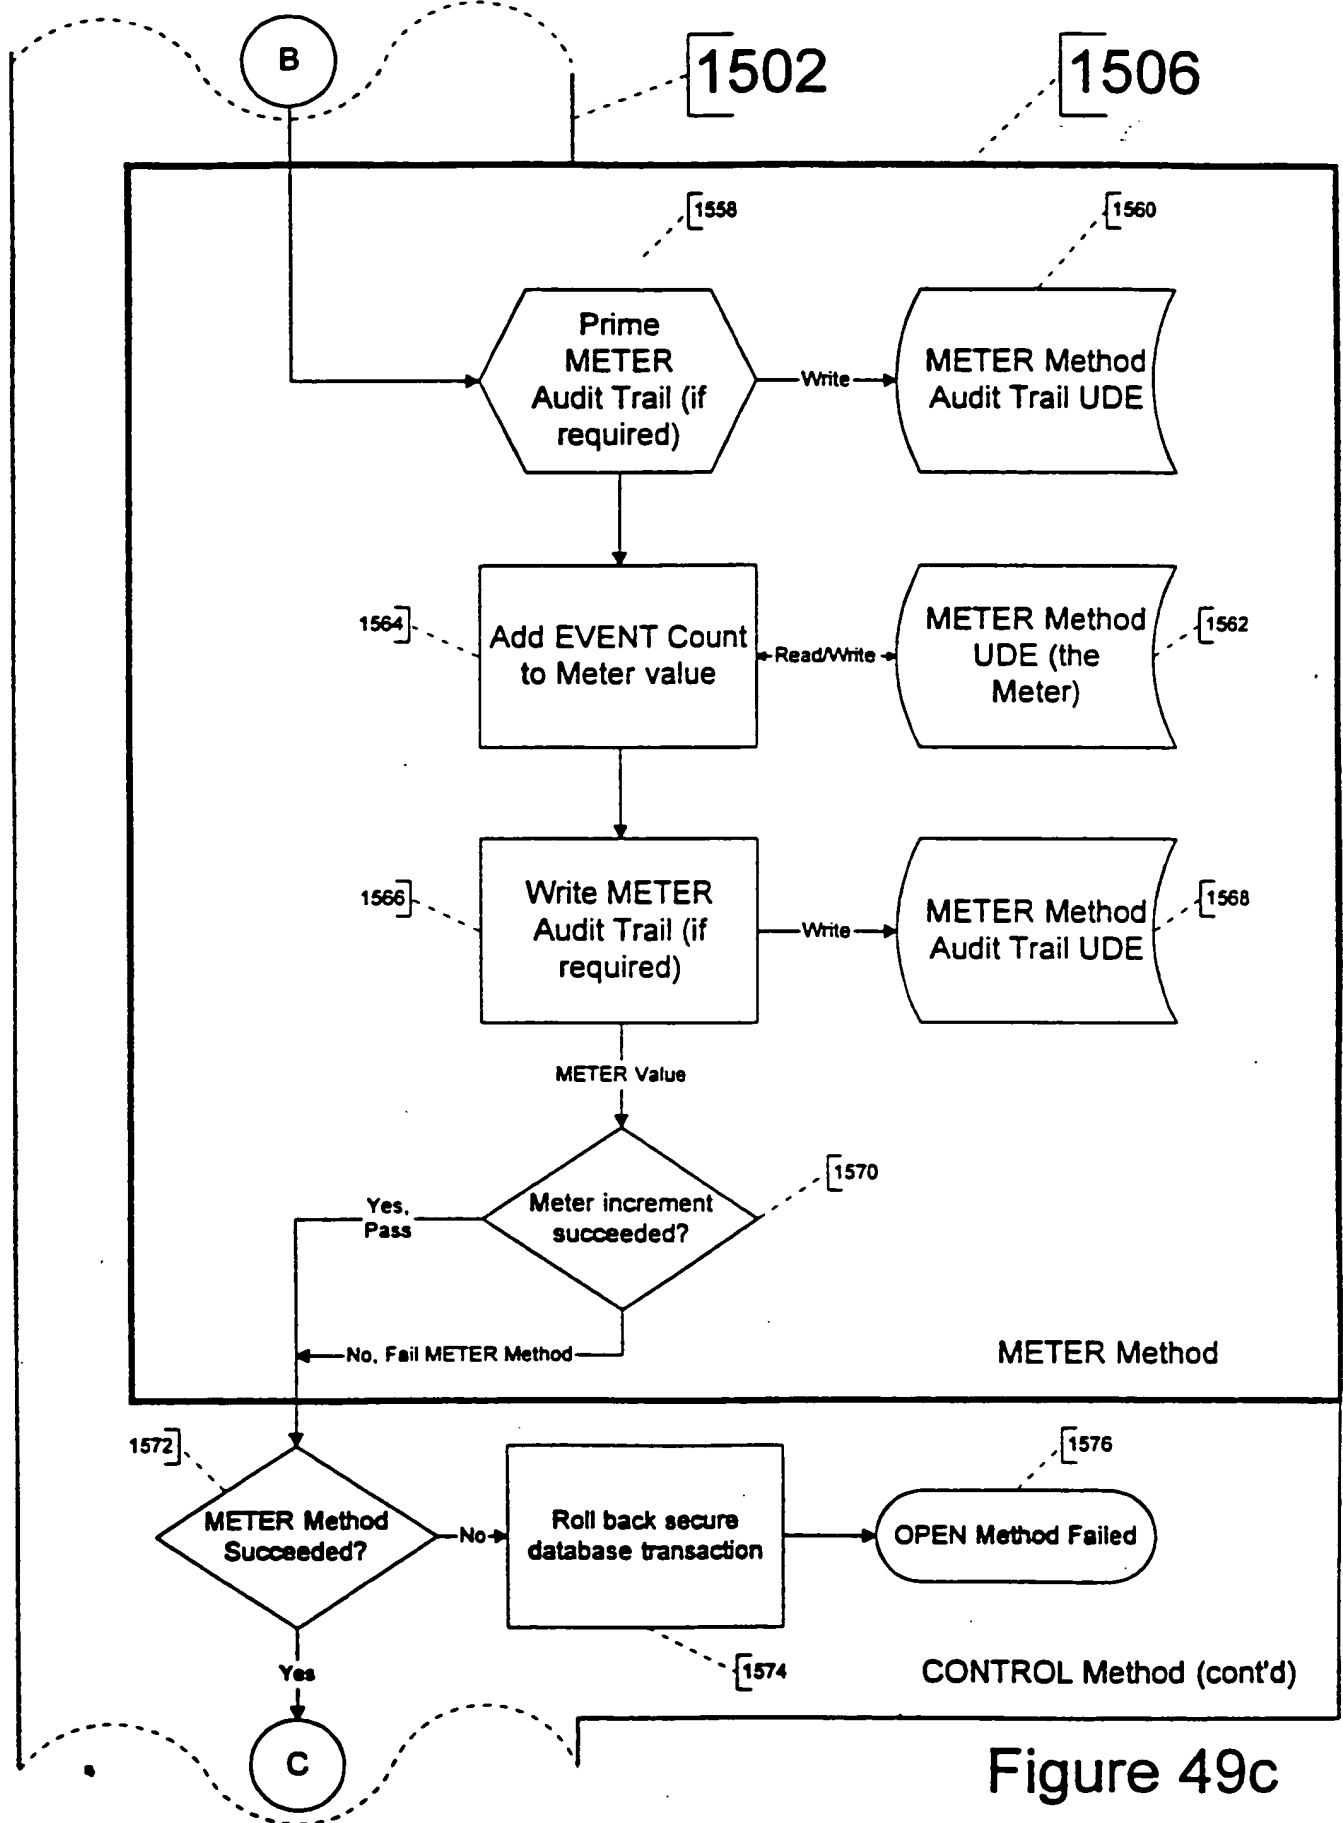 B
1502
1506
1558
1560
Prime
METER
Audit Trail (if
required)
Write
METER Method
Audit Trail UDE
1564
Add EVENT Count
to Meter value
Read/Write
METER Method
UDE (the
Meter)
1562
1566
Write METER
Audit Trail (if
required)
Write
METER Method
Audit Trail UDE
1568
METER Value
Meter increment
succeeded?
1570
Yes,
Pass
No, Fail METER Method
METER Method
1572
METER Method
Succeeded?
No
Roll back secure
database transaction
1574
OPEN Method Failed
1576
Yes
CONTROL Method (cont'd)
C
Figure 49c